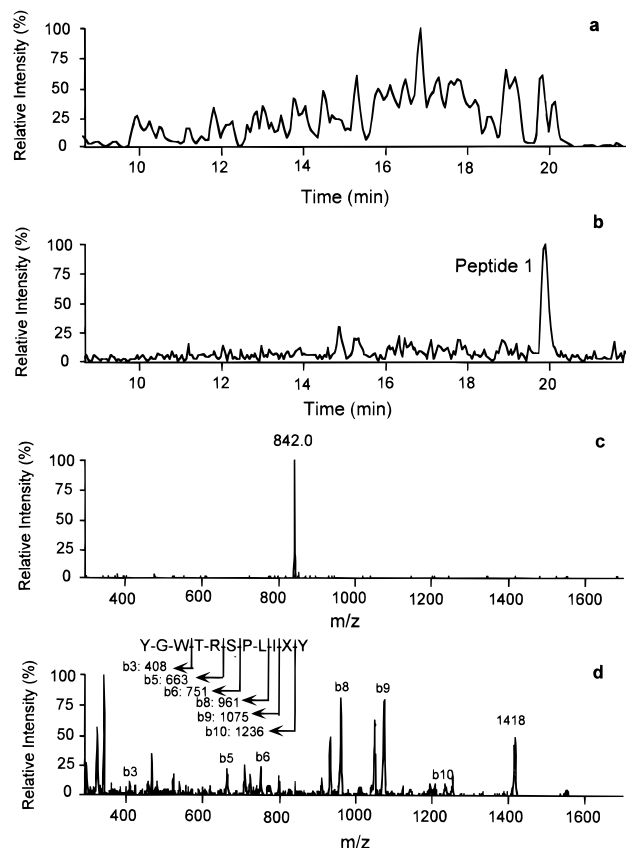 a
Relative Intensity (%)
100
75
50
25
0
10 12 14 16 18 20
Time (min)
b
Relative Intensity (%)
100
75
50
25
0
Peptide 1
10 12 14 16 18 20
Time (min)
842.0
c
Relative Intensity (%)
100
75
50
25
0
400 600 800 1000 1200 1400 1600
m/z
Y-G-W-T-R-S-P-L-I-X-Y
d
b3: 408
b5: 663
b6: 751
b8: 961
b9: 1075
b10: 1236
Relative Intensity (%)
100
75
50
25
0
b3
b5
b6
b8
b9
b10
1418
400 600 800 1000 1200 1400 1600
m/z